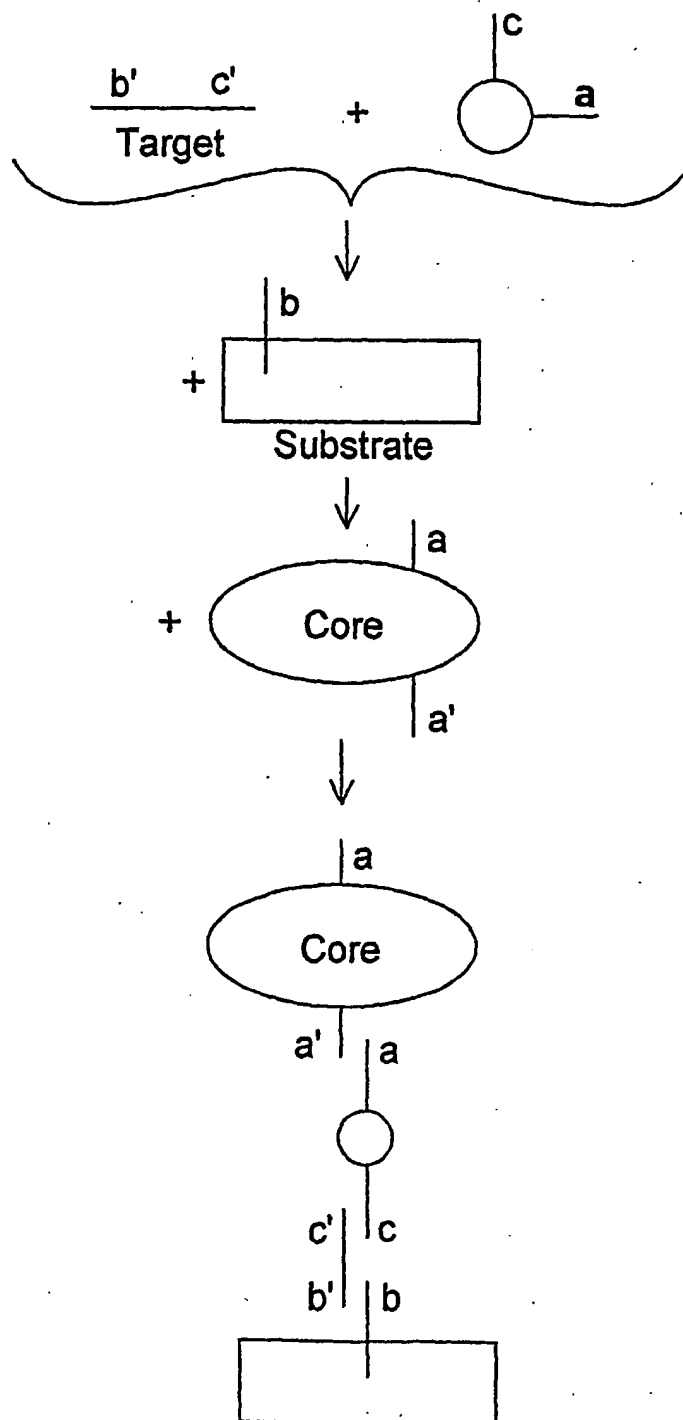 c
b' c' + a
Target
b
+
Substrate
a
+ Core
a'
a
Core
a' a
c' c
b' b